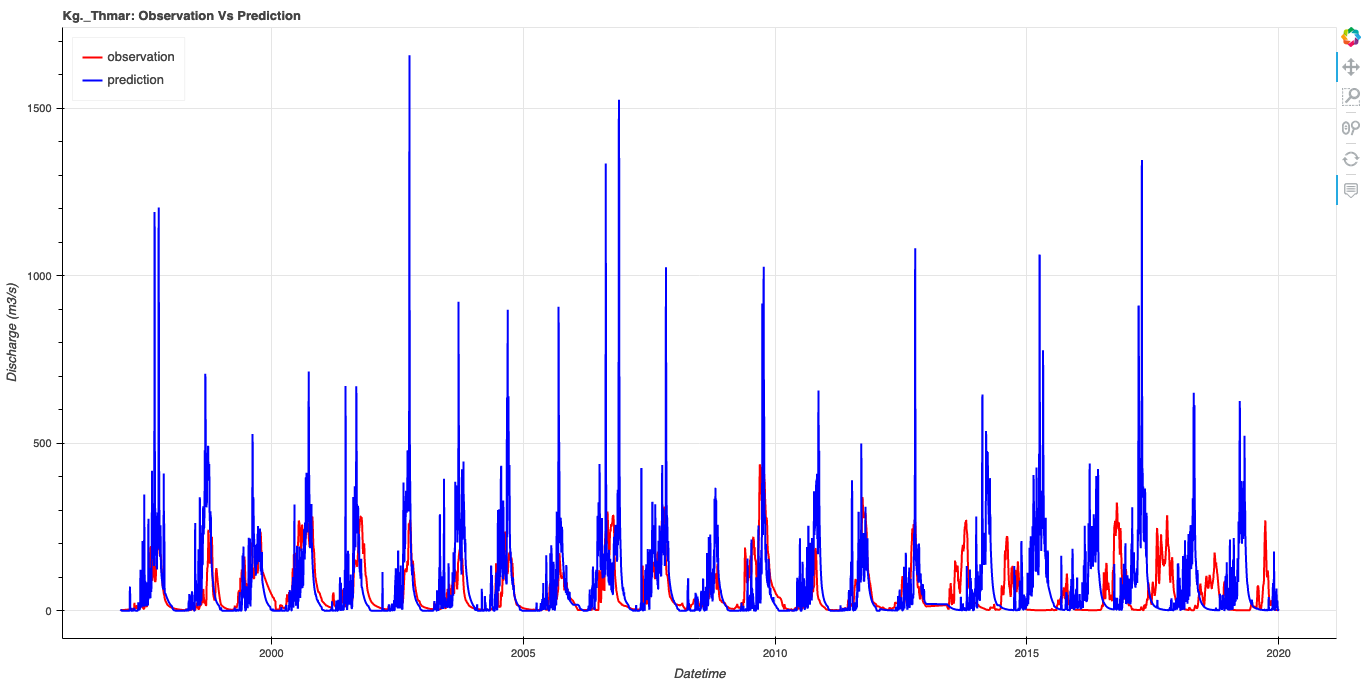 Kg._Thmar: Observation Vs Prediction
observation
prediction
1500
1000
500
0
Discharge (m3/s)
2000 2005 2010 2015 2020
Datetime